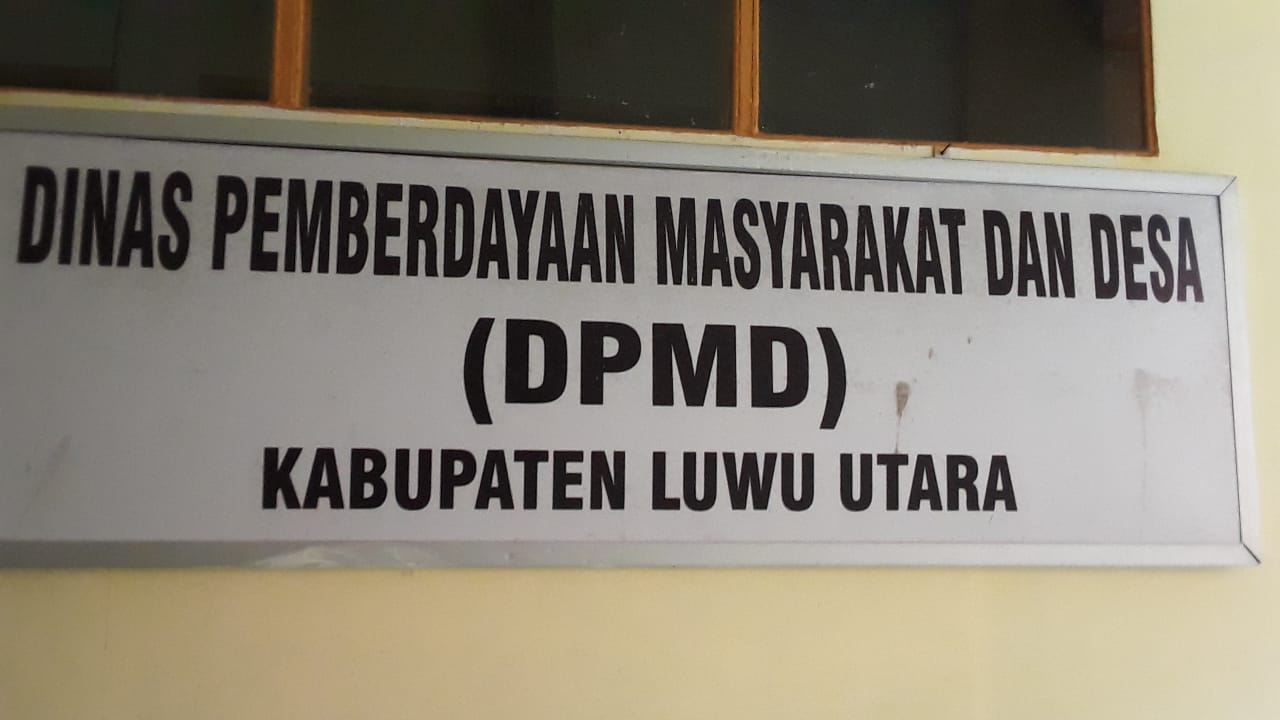 DINAS PEMBERDAYAAN MASYARAKAT DAN DESA
(DPMD)
KABUPATEN LUWU UTARA